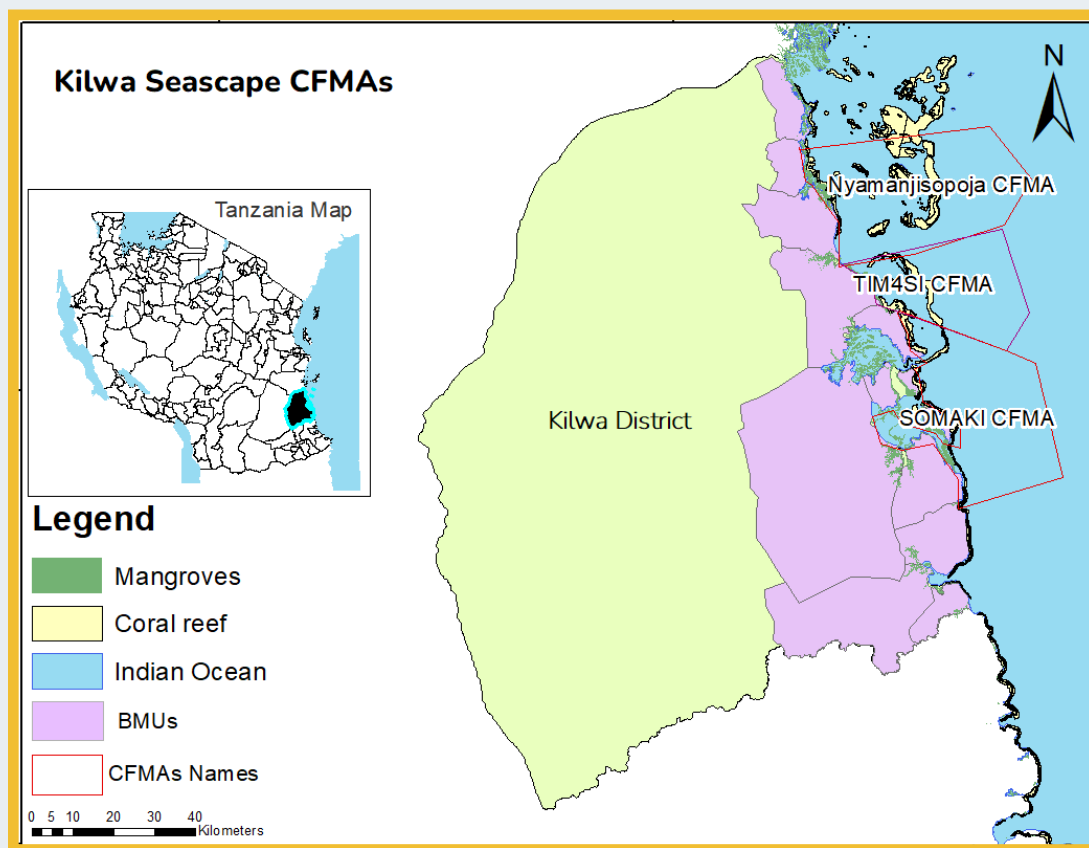 Kilwa Seascape CFMAs
N
Tanzania Map
Nyamanjisopoja CFMA
TIM4SI CFMA
SOMAKI CFMA
Kilwa District
Legend
Mangroves
Coral reef
Indian Ocean
BMUs
CFMAs Names
0 5 10 20 30 40
Kilometers